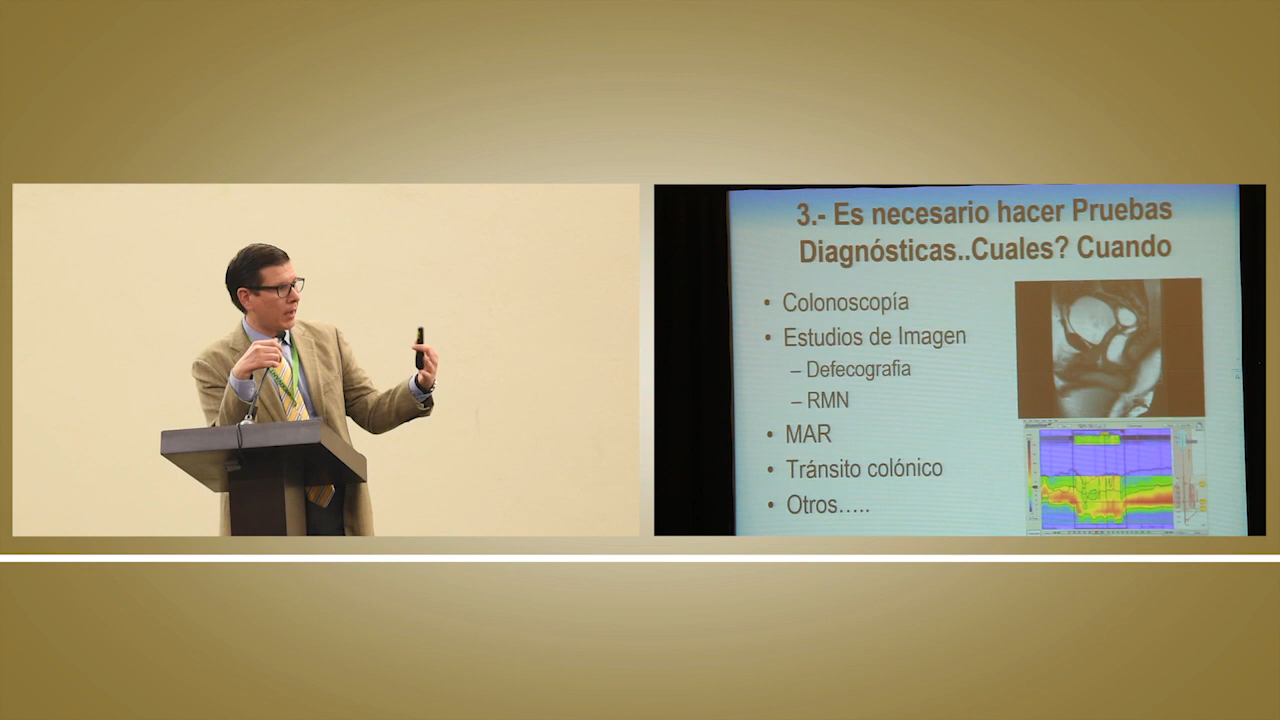 3.- Es necesario hacer Pruebas
Diagnósticas..Cuales? Cuando
• Colonoscopía
• Estudios de Imagen
– Defecografia
– RMN
• MAR
• Tránsito colónico
• Otros…..